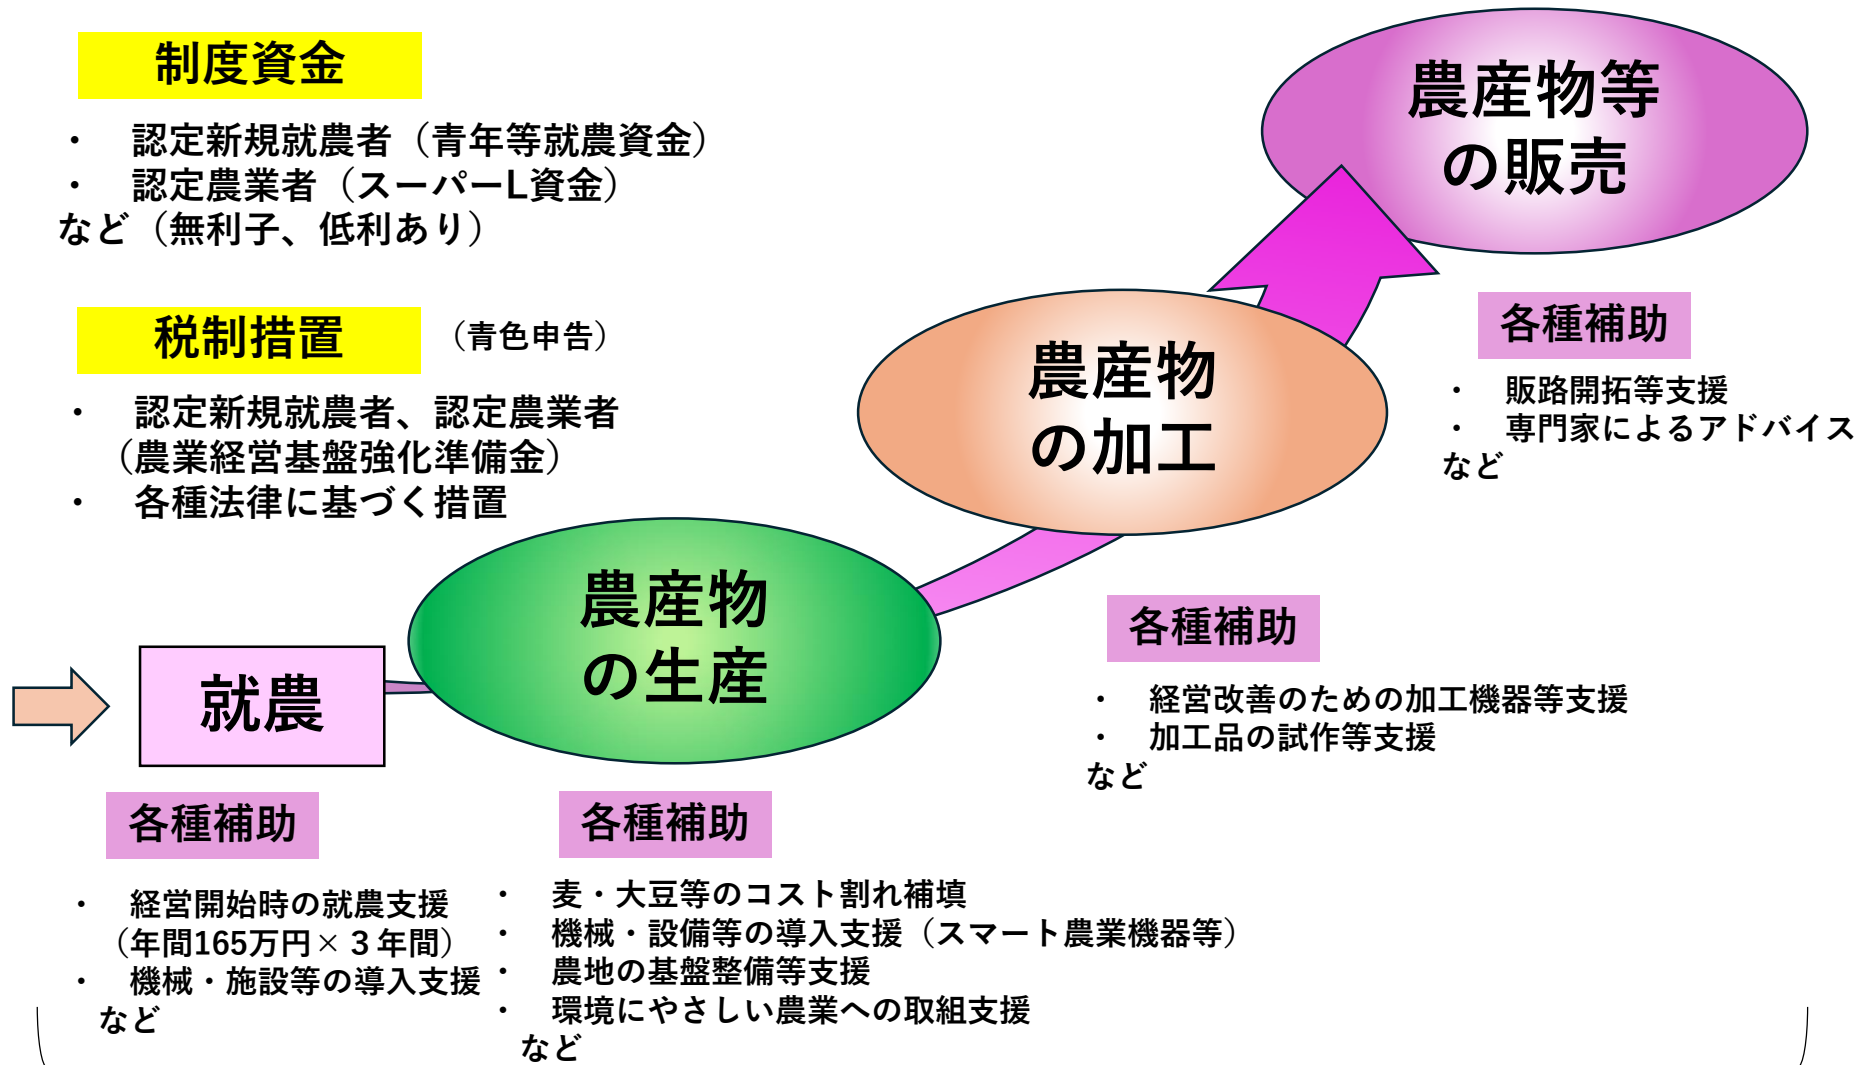 制度資金
・　認定新規就農者（青年等就農資金）
・　認定農業者（スーパーL資金）
など（無利子、低利あり）
税制措置
（青色申告）
・　認定新規就農者、認定農業者
（農業経営基盤強化準備金）
・　各種法律に基づく措置
農産物等
の販売
各種補助
・　販路開拓等支援
・　専門家によるアドバイス
など
農産物
の加工
各種補助
・　経営改善のための加工機器等支援
・　加工品の試作等支援
など
農産物
の生産
就農
各種補助
・　経営開始時の就農支援
（年間165万円×３年間）
・　機械・施設等の導入支援
など
各種補助
・　麦・大豆等のコスト割れ補填
・　機械・設備等の導入支援（スマート農業機器等）
・　農地の基盤整備等支援
・　環境にやさしい農業への取組支援
など